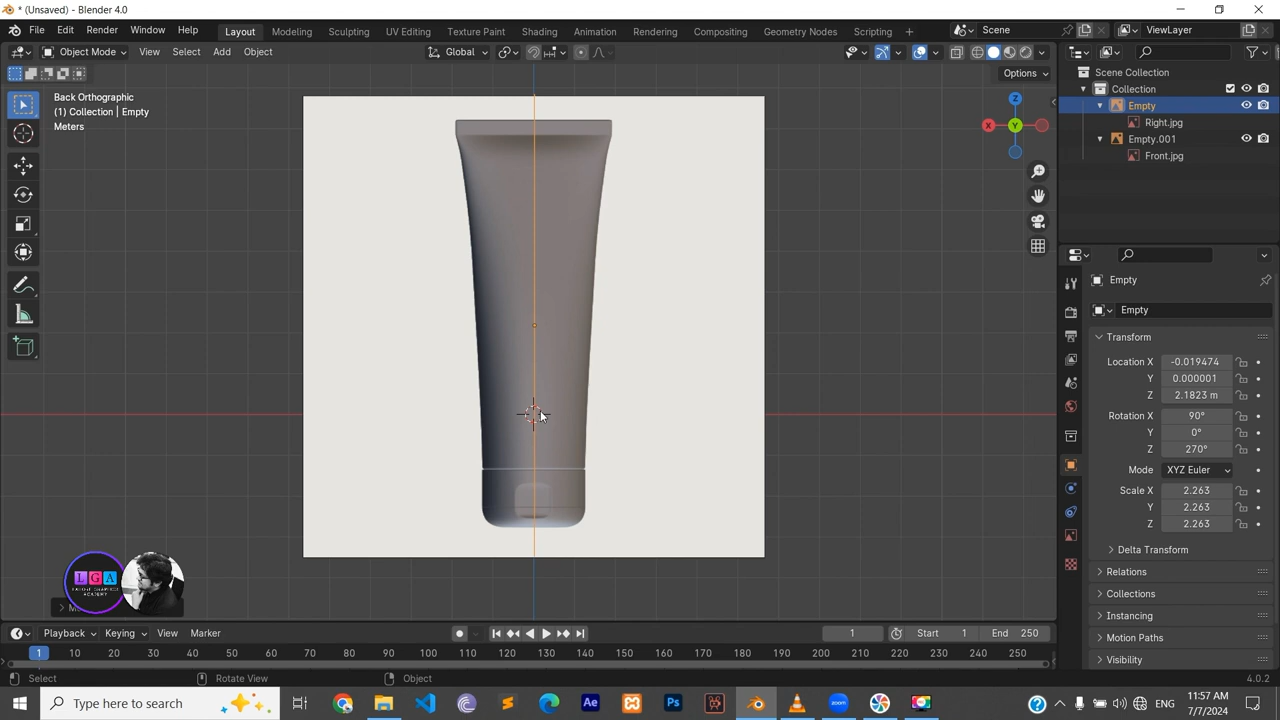 * (Unsaved) - Blender 4.0
File Edit Render Window Help
Layout Modeling Sculpting UV Editing Texture Paint Shading Animation Rendering Compositing Geometry Nodes Scripting +
Scene
ViewLayer
Object Mode View Select Add Object
Global
Options
Back Orthographic
(1) Collection | Empty
Meters
Z
X
Y
Scene Collection
Collection
Empty
Right.jpg
Empty.001
Front.jpg
Empty
Empty
Transform
Location X -0.019474
Y 0.000001
Z 2.1823 m
Rotation X 90°
Y 0°
Z 270°
Mode XYZ Euler
Scale X 2.263
Y 2.263
Z 2.263
Delta Transform
Relations
Collections
Instancing
Motion Paths
Visibility
LGA
Playback Keying View Marker
1 Start 1 End 250
1 10 20 30 40 50 60 70 80 90 100 110 120 130 140 150 160 170 180 190 200 210 220 230 240 250
Select Rotate View Object 4.0.2
Type here to search
Ae
Ps
zoom
ENG
11:57 AM
7/7/2024